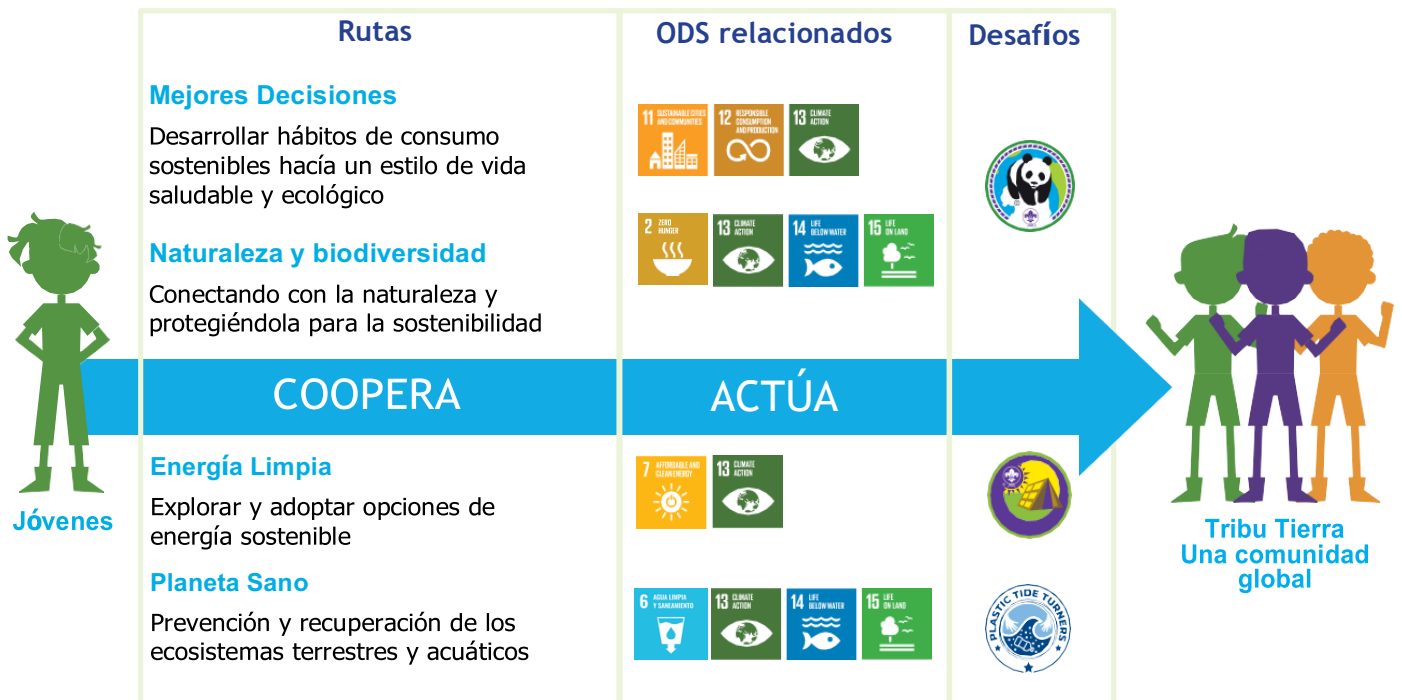 Rutas
ODS relacionados
Desafíos
Mejores Decisiones
Desarrollar hábitos de consumo
sostenibles hacía un estilo de vida
saludable y ecológico
11 SUSTAINABLE CITIES
AND COMMUNITIES
12 RESPONSIBLE
CONSUMPTION
AND PRODUCTION
13 CLIMATE
ACTION
Naturaleza y biodiversidad
Conectando con la naturaleza y
protegiéndola para la sostenibilidad
2 ZERO
HUNGER
13 CLIMATE
ACTION
14 LIFE
BELOW WATER
15 LIFE
ON LAND
COOPERA
ACTÚA
Energía Limpia
Explorar y adoptar opciones de
energía sostenible
7 AFFORDABLE AND
CLEAN ENERGY
13 CLIMATE
ACTION
Jóvenes
Tribu Tierra
Una comunidad
global
Planeta Sano
Prevención y recuperación de los
ecosistemas terrestres y acuáticos
6 AGUA LIMPIA
Y SANEAMIENTO
13 CLIMATE
ACTION
14 LIFE
BELOW WATER
15 LIFE
ON LAND
PLASTIC TIDE TURNERS